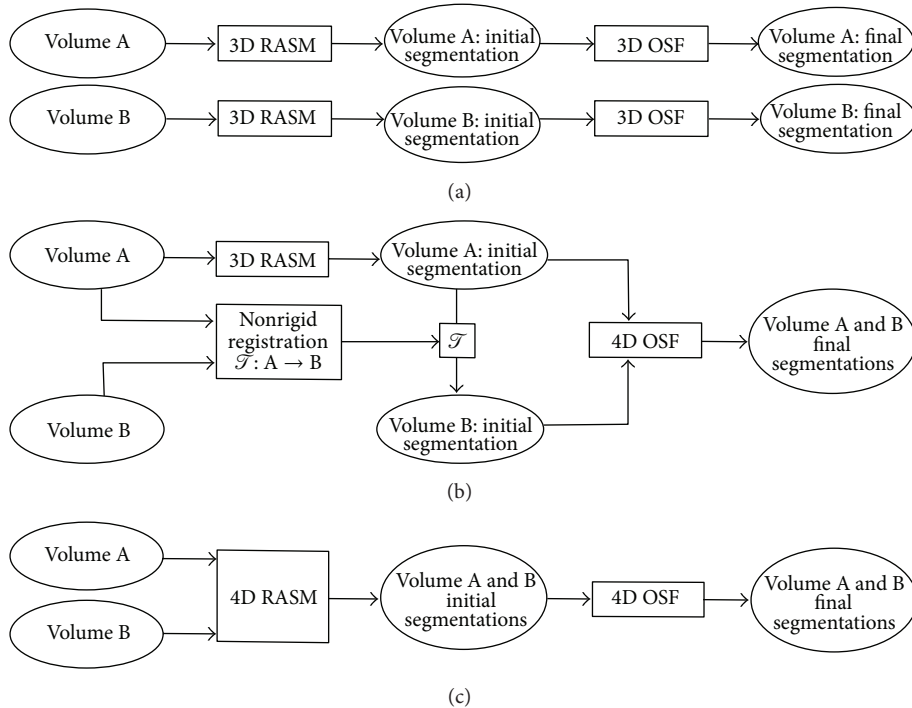 Volume A
3D RASM
Volume A: initial
segmentation
3D OSF
Volume A: final
segmentation
Volume B
3D RASM
Volume B: initial
segmentation
3D OSF
Volume B: final
segmentation
(a)
Volume A
3D RASM
Volume A: initial
segmentation
Nonrigid
registration
𝒯: A → B
𝒯
4D OSF
Volume A and B
final
segmentations
Volume B
Volume B: initial
segmentation
(b)
Volume A
Volume B
4D RASM
Volume A and B
initial
segmentations
4D OSF
Volume A and B
final
segmentations
(c)